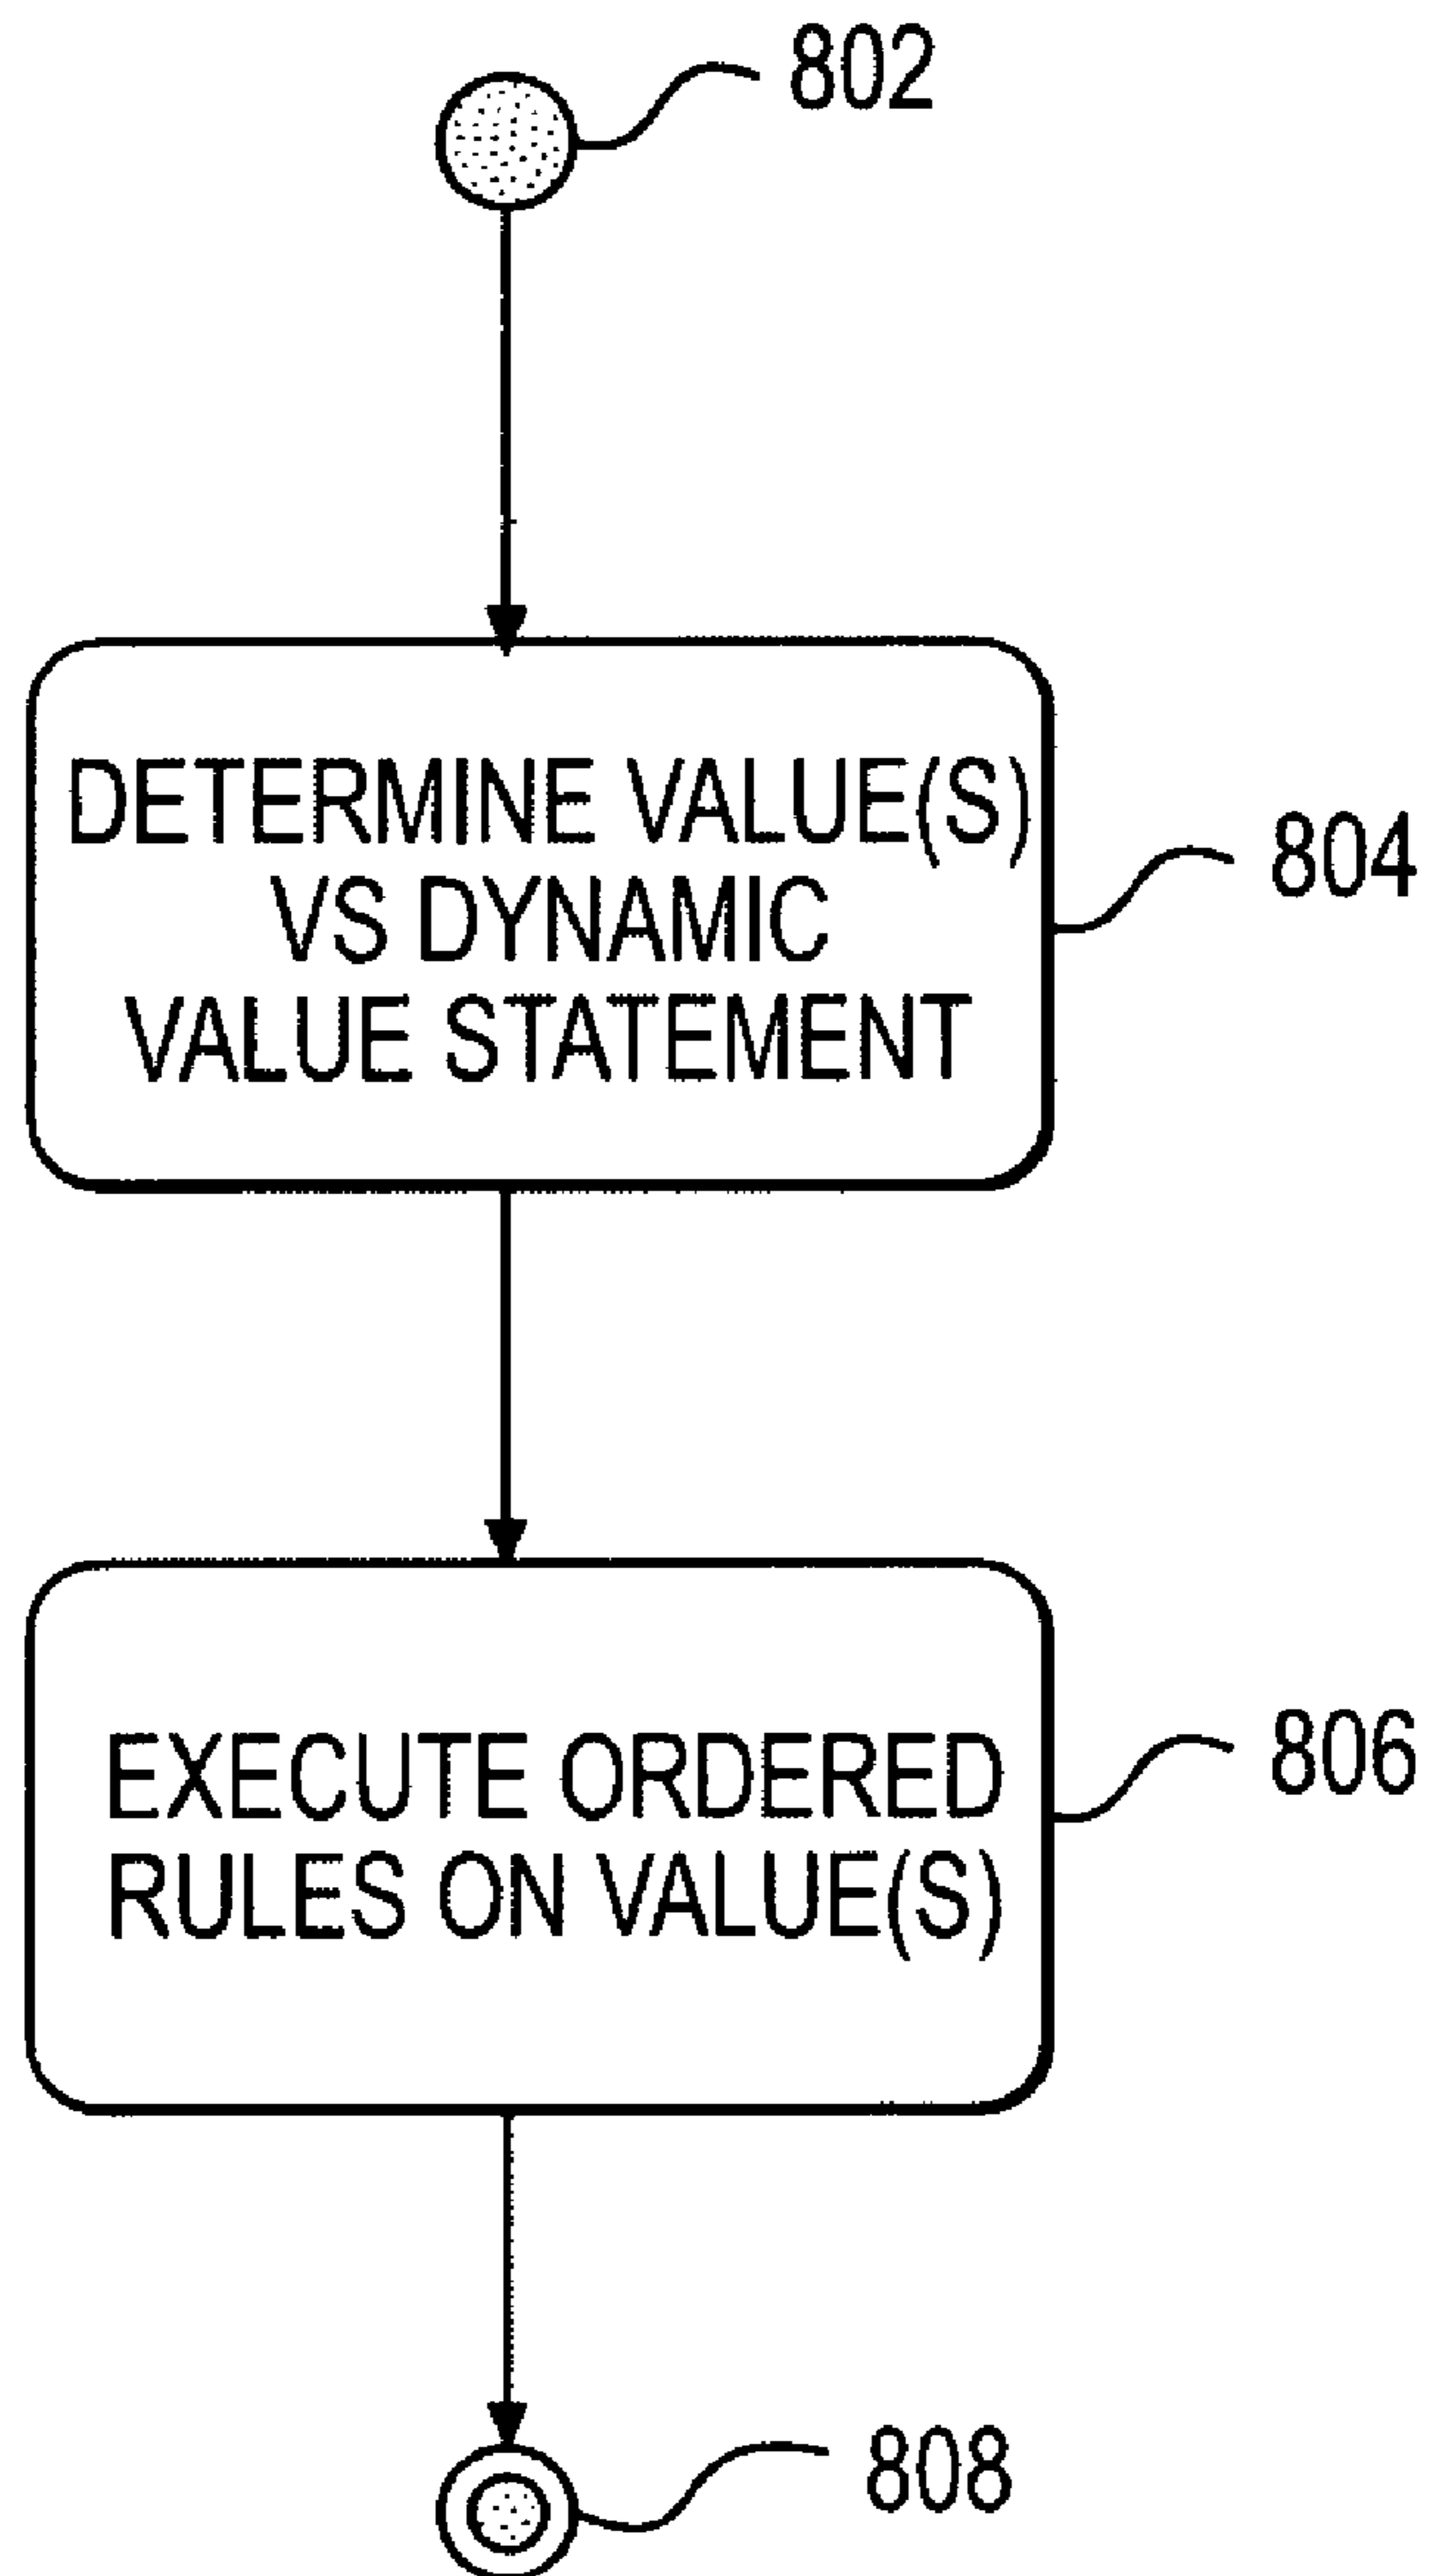 802
DETERMINE VALUE(S)
VS DYNAMIC
VALUE STATEMENT
804
EXECUTE ORDERED
RULES ON VALUE(S)
806
808